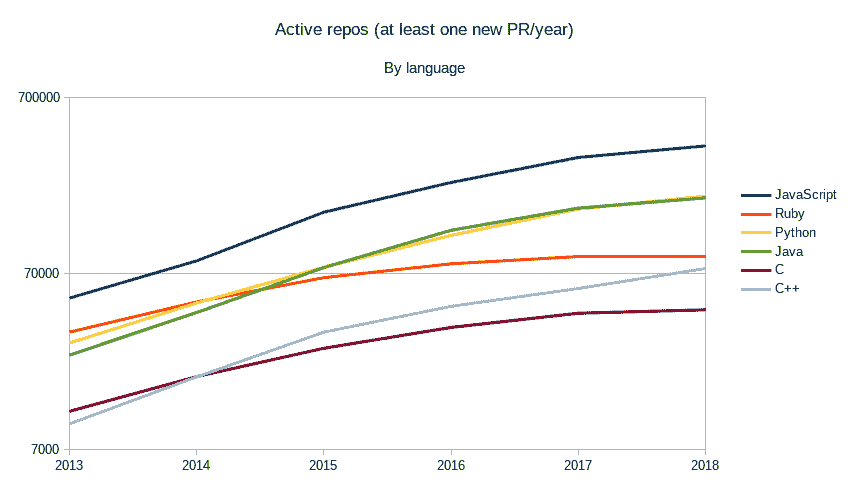 Active repos (at least one new PR/year)
By language
700000
70000
7000
2013 2014 2015 2016 2017 2018
JavaScript
Ruby
Python
Java
C
C++